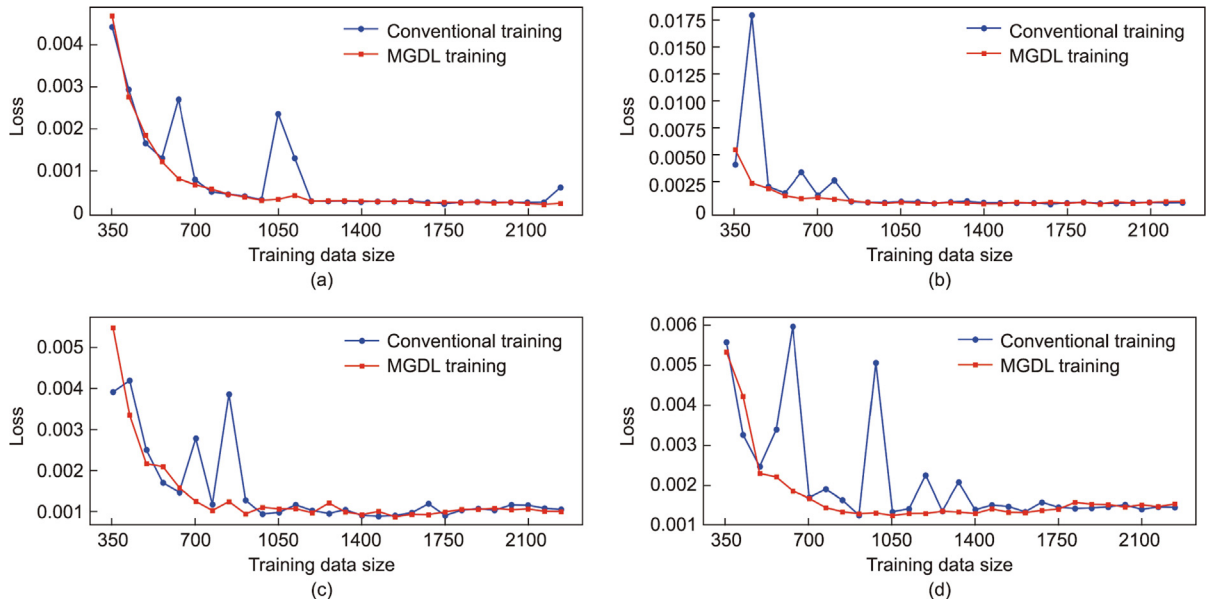 (a)
Loss
0.004
0.003
0.002
0.001
0
350 700 1050 1400 1750 2100
Training data size
Conventional training
MGDL training
(b)
Loss
0.0175
0.0150
0.0125
0.0100
0.0075
0.0050
0.0025
0
350 700 1050 1400 1750 2100
Training data size
Conventional training
MGDL training
(c)
Loss
0.005
0.004
0.003
0.002
0.001
350 700 1050 1400 1750 2100
Training data size
Conventional training
MGDL training
(d)
Loss
0.006
0.005
0.004
0.003
0.002
0.001
350 700 1050 1400 1750 2100
Training data size
Conventional training
MGDL training